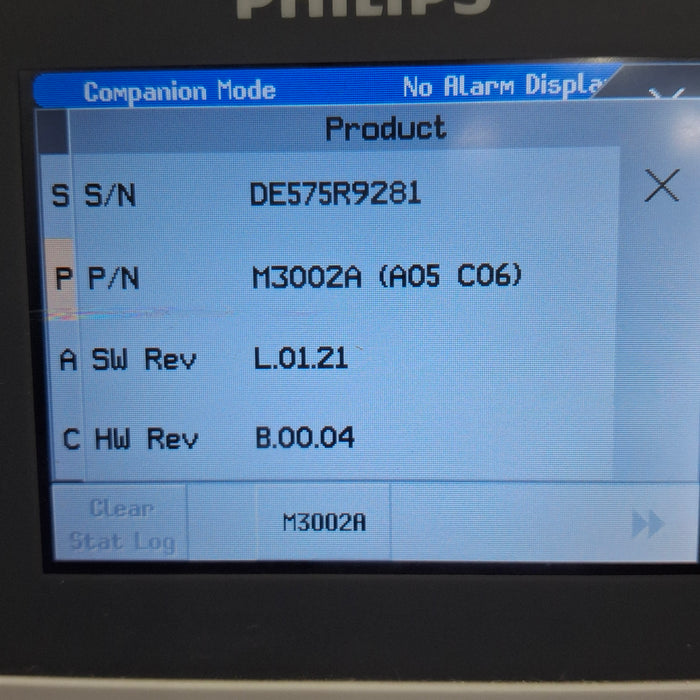 PHILIPS
Companion Mode No Alarm Displa
Product
S S/N DE575R9281
P P/N M3002A (A05 C06)
A SW Rev L.01.21
C HW Rev B.00.04
Clear
Stat Log
M3002A